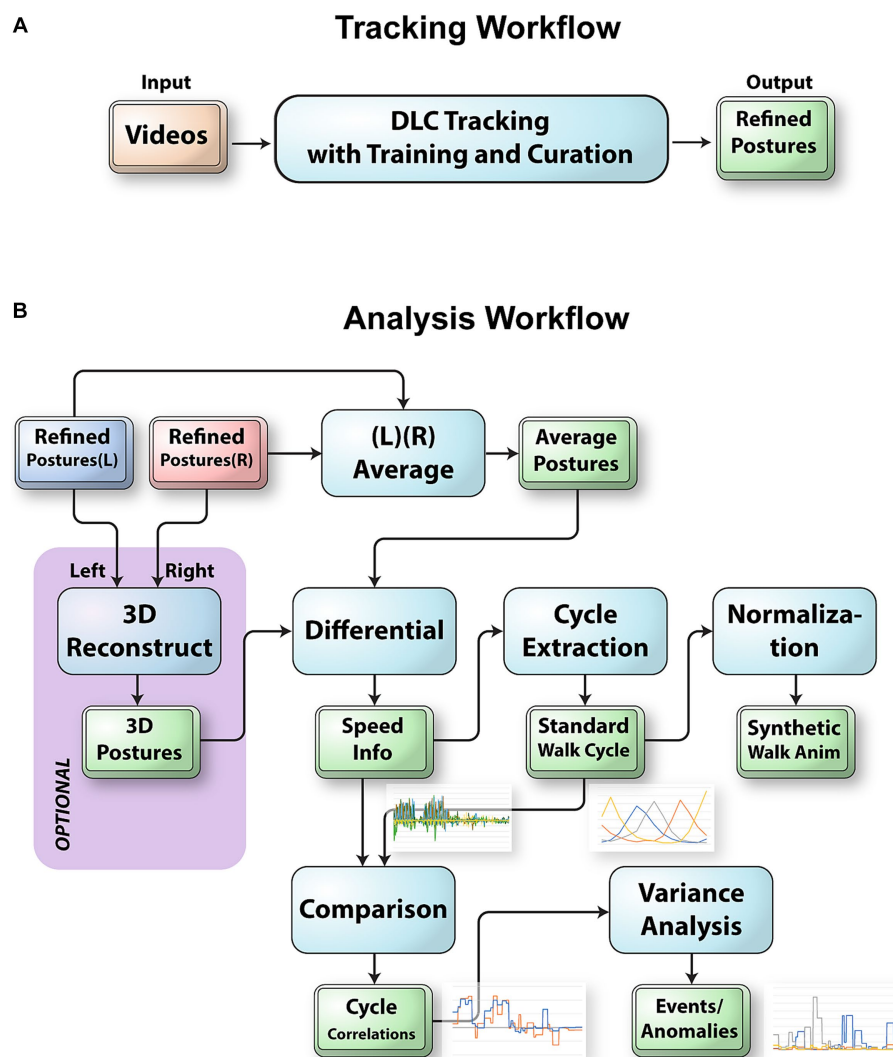 A
Tracking Workflow
Input
Output
Videos
DLC Tracking
with Training and Curation
Refined
Postures
B
Analysis Workflow
Refined
Postures(L)
Refined
Postures(R)
(L)(R)
Average
Average
Postures
Left
Right
3D
Reconstruct
Differential
Cycle
Extraction
Normaliza-
tion
3D
Postures
Speed
Info
Standard
Walk Cycle
Synthetic
Walk Anim
OPTIONAL
Comparison
Variance
Analysis
Cycle
Correlations
Events/
Anomalies